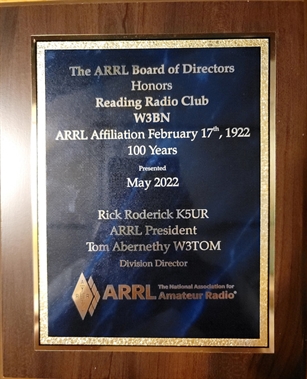 The ARRL Board of Directors
Honors
Reading Radio Club
W3BN
ARRL Affiliation February 17th, 1922
100 Years
Presented
May 2022
Rick Roderick K5UR
ARRL President
Tom Abernethy W3TOM
Division Director
ARRL The National Association for
Amateur Radio®